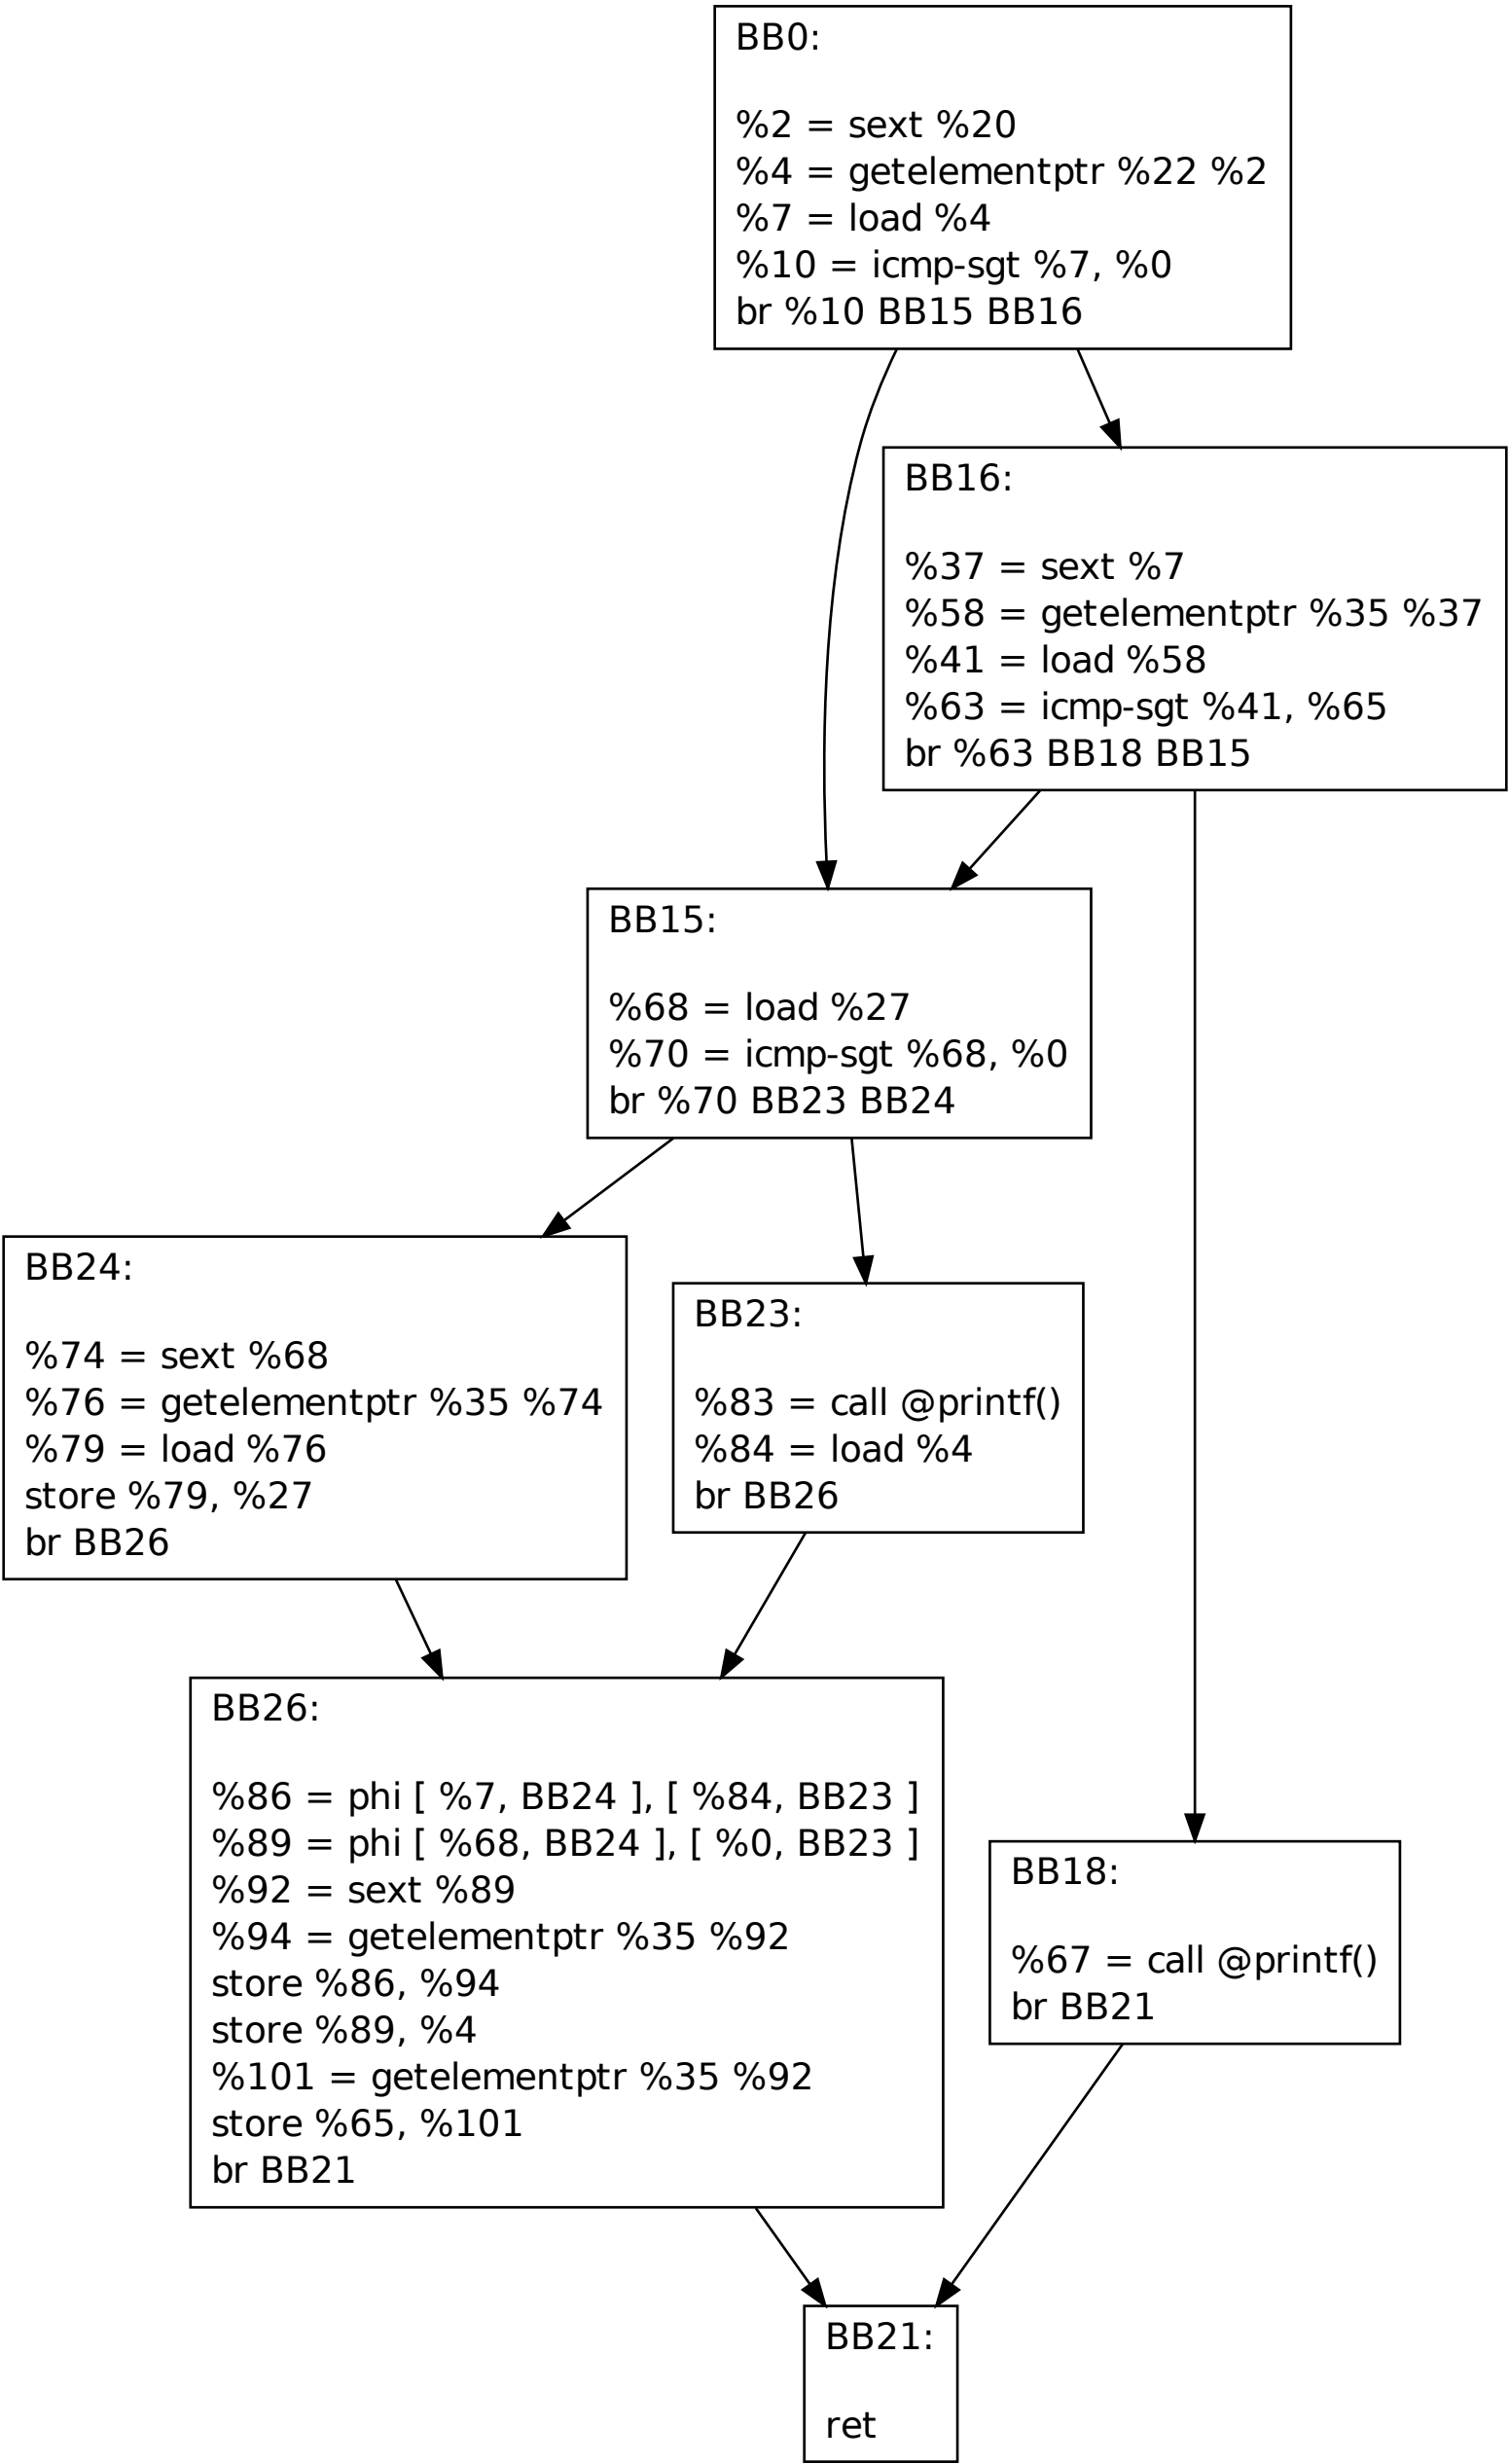 BB0:
%2 = sext %20
%4 = getelementptr %22 %2
%7 = load %4
%10 = icmp-sgt %7, %0
br %10 BB15 BB16
BB16:
%37 = sext %7
%58 = getelementptr %35 %37
%41 = load %58
%63 = icmp-sgt %41, %65
br %63 BB18 BB15
BB15:
%68 = load %27
%70 = icmp-sgt %68, %0
br %70 BB23 BB24
BB24:
%74 = sext %68
%76 = getelementptr %35 %74
%79 = load %76
store %79, %27
br BB26
BB23:
%83 = call @printf()
%84 = load %4
br BB26
BB26:
%86 = phi [ %7, BB24 ], [ %84, BB23 ]
%89 = phi [ %68, BB24 ], [ %0, BB23 ]
%92 = sext %89
%94 = getelementptr %35 %92
store %86, %94
store %89, %4
%101 = getelementptr %35 %92
store %65, %101
br BB21
BB18:
%67 = call @printf()
br BB21
BB21:
ret